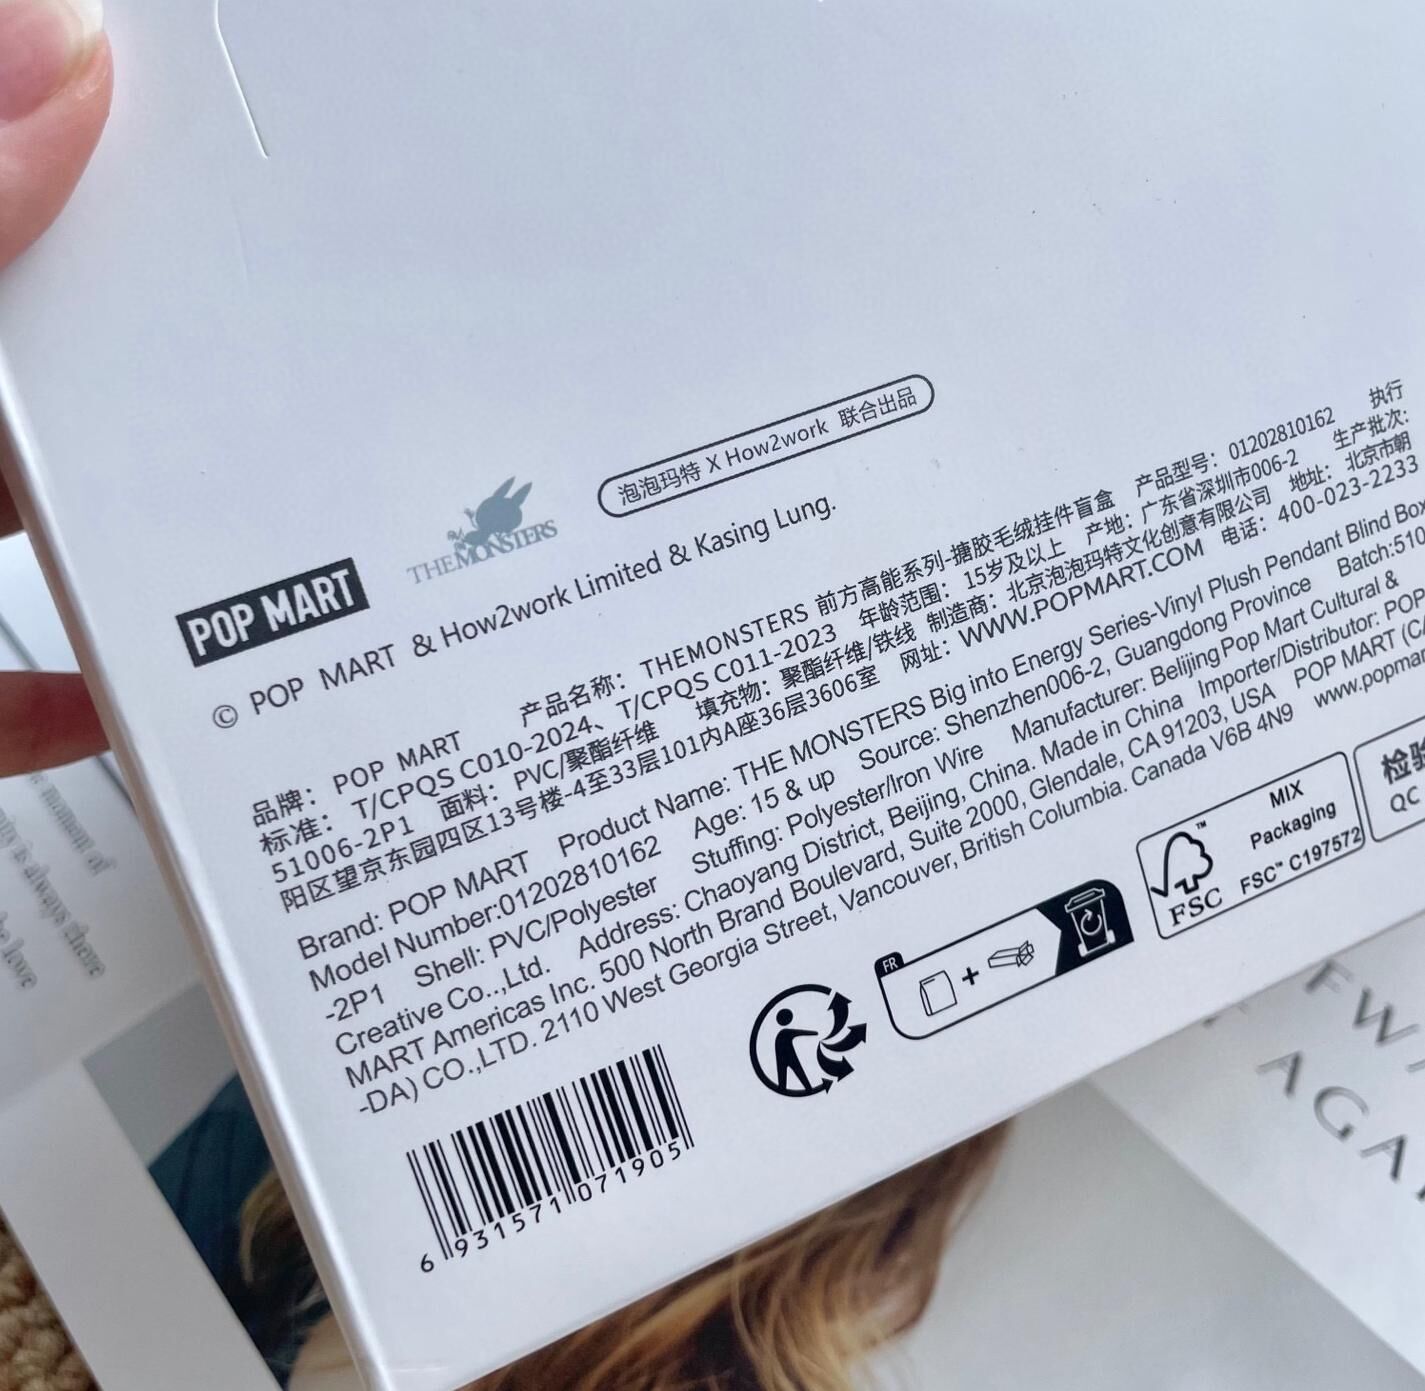 泡泡玛特 X How2work 联合出品
THEMONSTERS
POP MART
© POP MART & How2work Limited & Kasing Lung.
品牌：POP MART 产品名称：THEMONSTERS 前方高能系列-搪胶毛绒挂件盲盒 产品型号：01202810162 执行
标准：T/CPQS C010-2024、T/CPQS C011-2023 年龄范围：15岁及以上 产地：广东省深圳市006-2 生产批次:
51006-2P1 面料：PVC/聚酯纤维 填充物：聚酯纤维/铁线 制造商：北京泡泡玛特文化创意有限公司 地址：北京市朝
阳区望京东园四区13号楼-4至33层101内A座36层3606室 网址：WWW.POPMART.COM 电话：400-023-2233
Brand: POP MART Product Name: THE MONSTERS Big into Energy Series-Vinyl Plush Pendant Blind Box
Model Number:01202810162 Age: 15 & up Source: Shenzhen006-2, Guangdong Province Batch:510
-2P1 Shell: PVC/Polyester Stuffing: Polyester/Iron Wire Manufacturer: Belijing Pop Mart Cultural &
Creative Co..,Ltd. Address: Chaoyang District, Beijing, China. Made in China Importer/Distributor: POP
MART Americas Inc. 500 North Brand Boulevard, Suite 2000, Glendale, CA 91203, USA POP MART (CA
-DA) CO.,LTD. 2110 West Georgia Street, Vancouver, British Columbia. Canada V6B 4N9 www.popmar
FR
FSC™
MIX
Packaging
FSC™ C197572
检验
QC
6 931571 071905